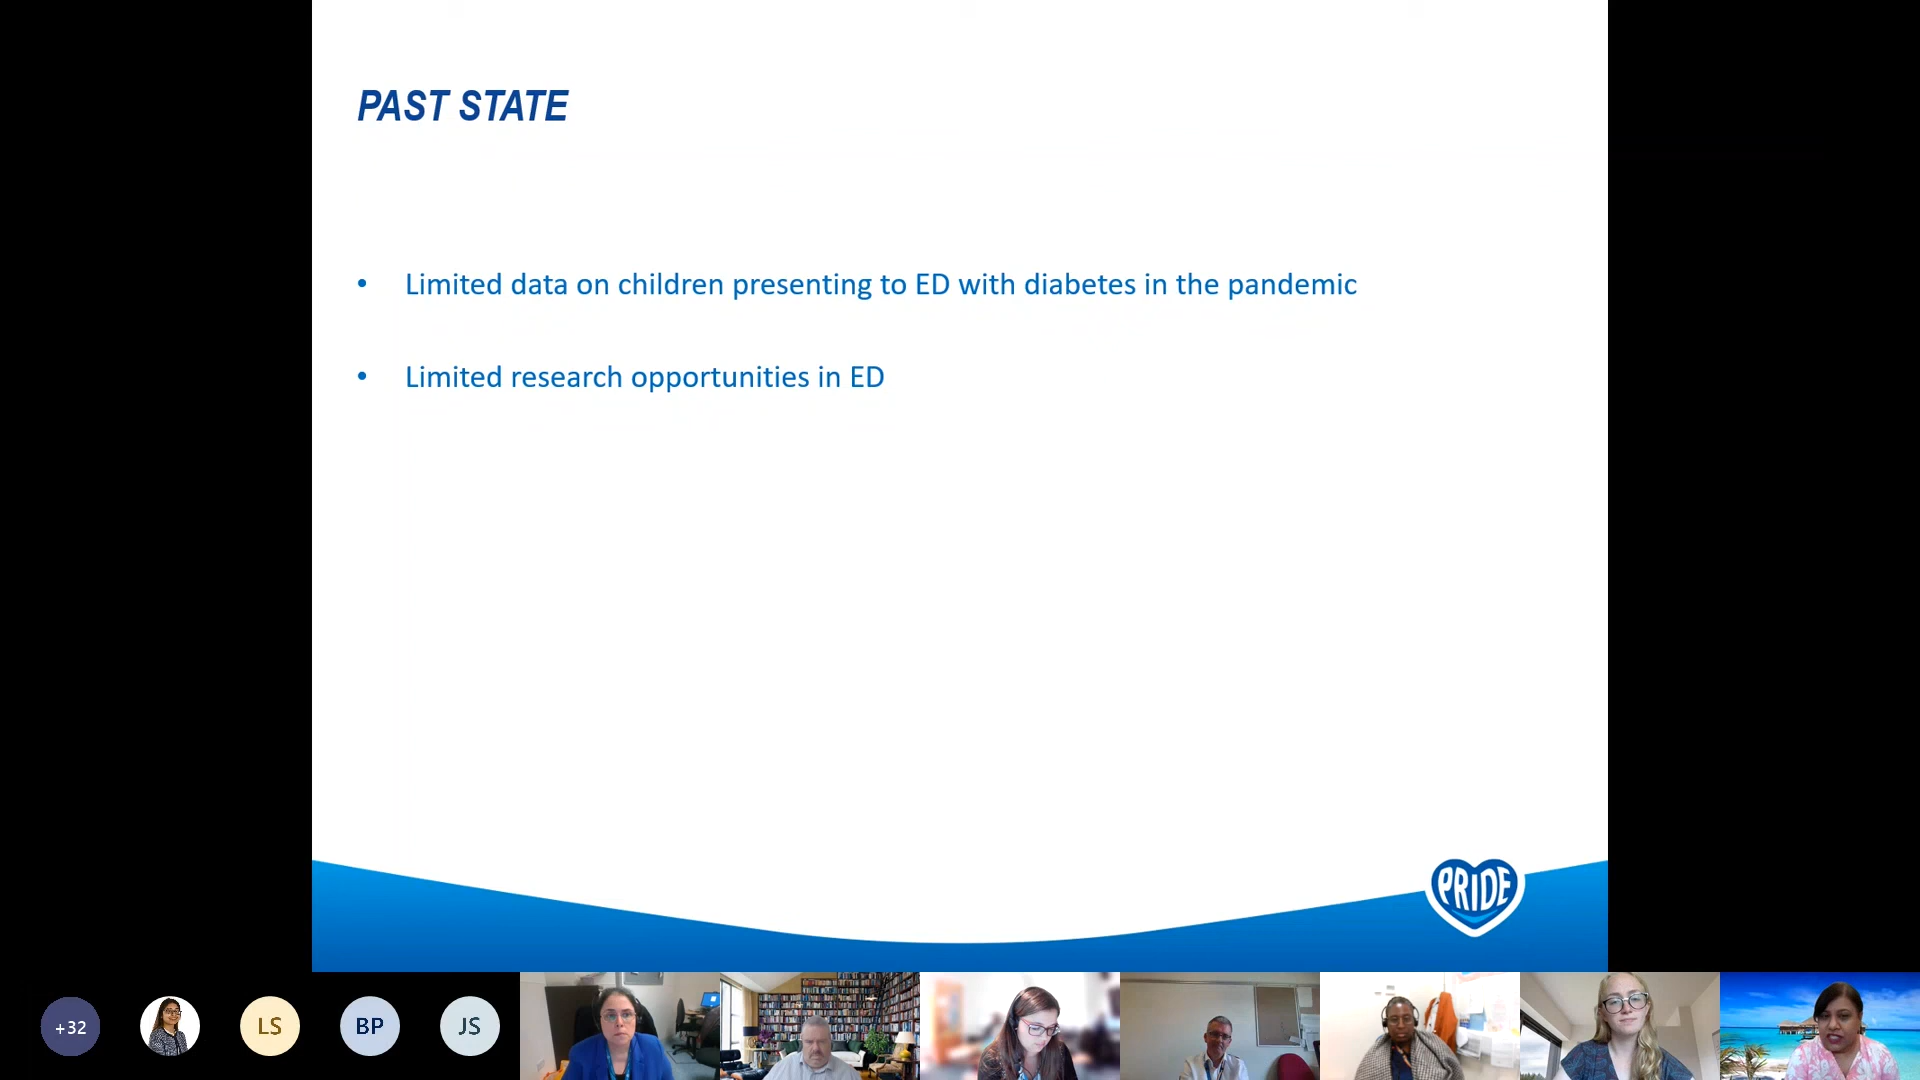 PAST STATE
• Limited data on children presenting to ED with diabetes in the pandemic
• Limited research opportunities in ED
PRIDE
+32
LS
BP
JS